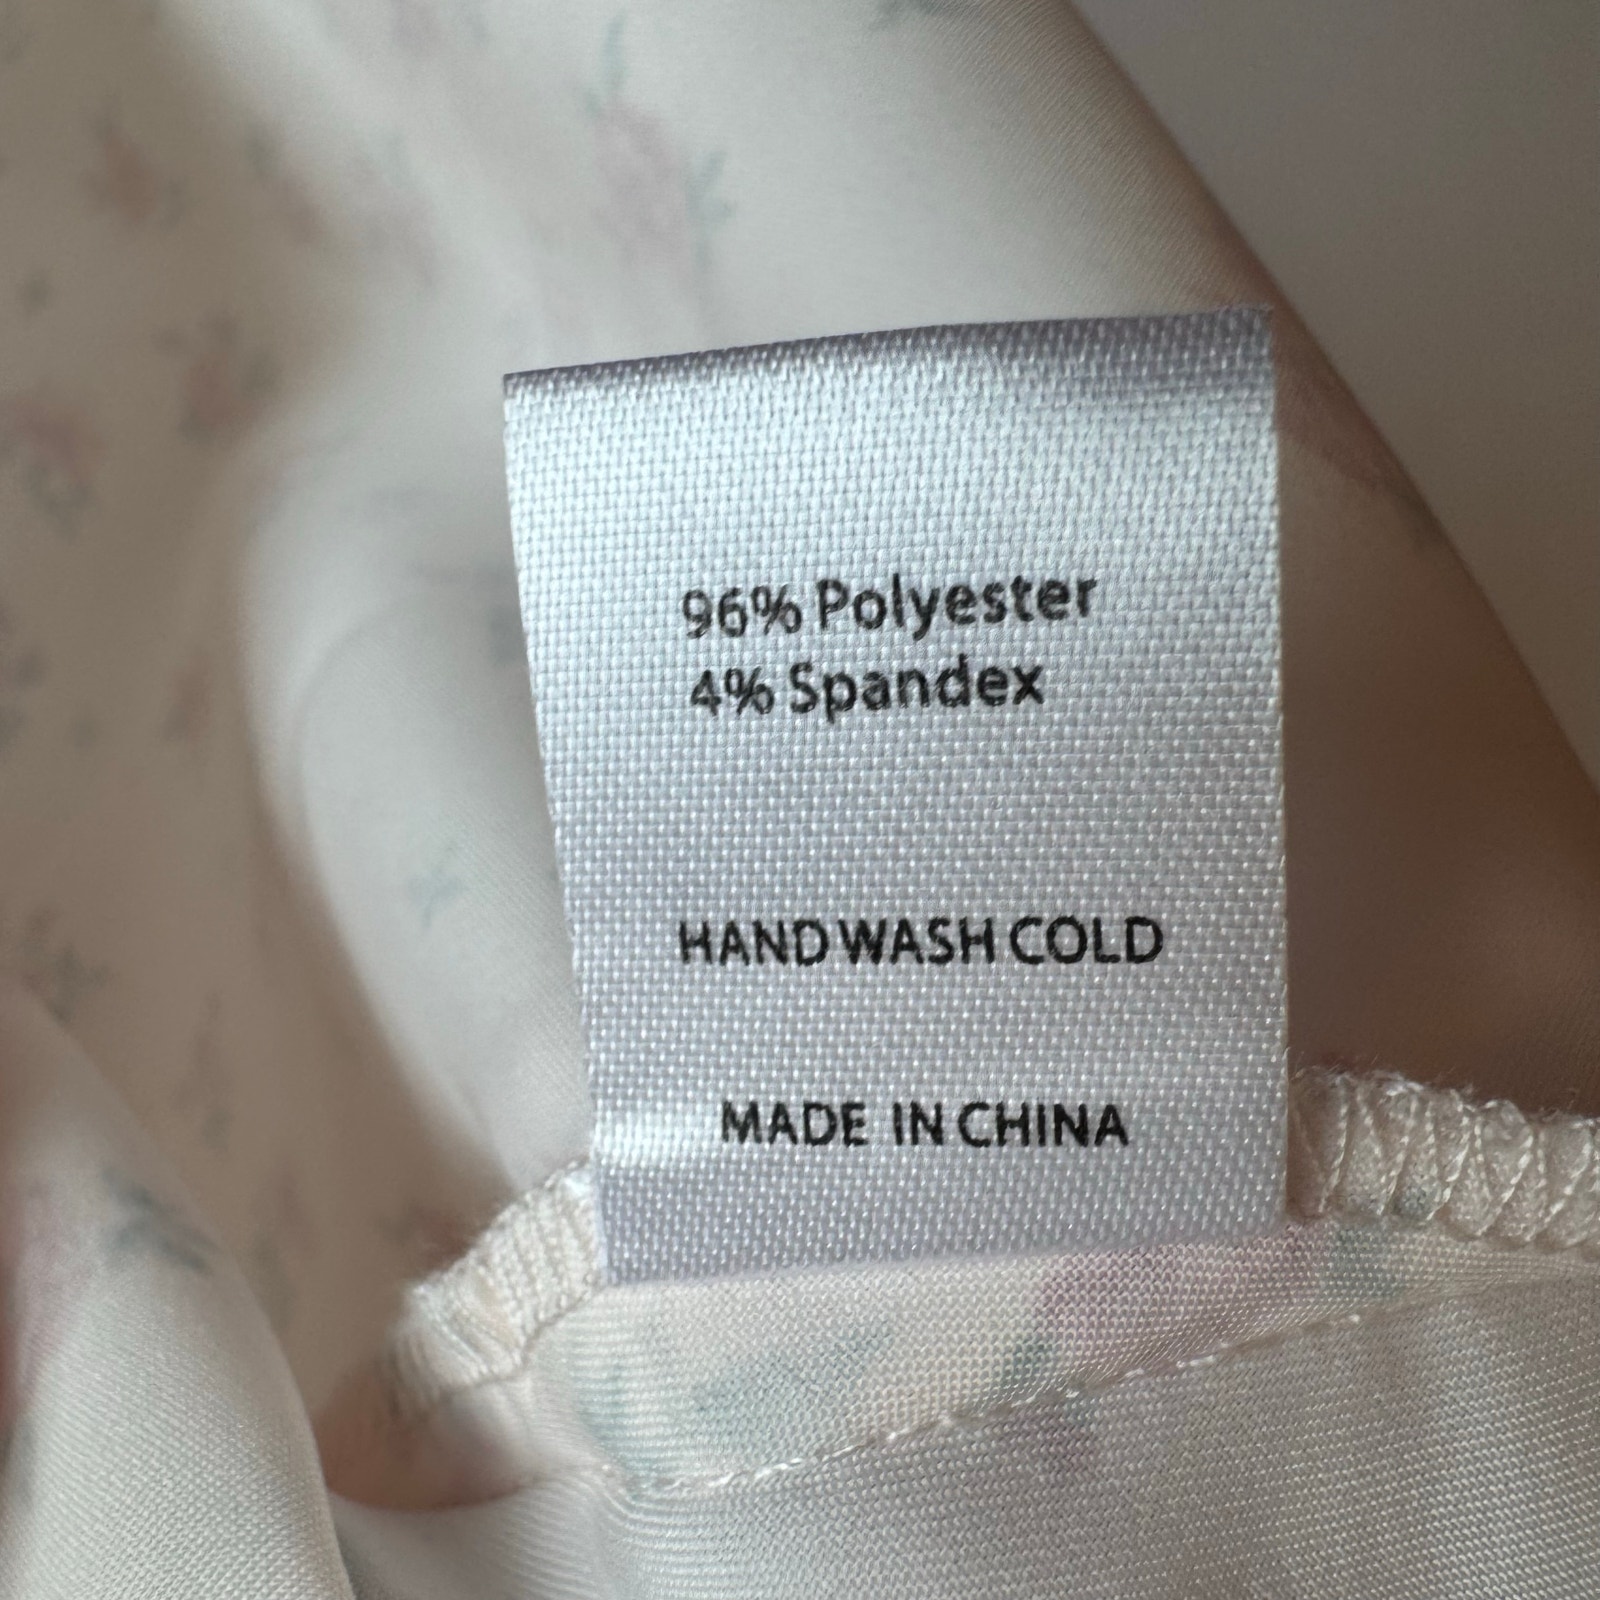 96% Polyester
4% Spandex
HAND WASH COLD
MADE IN CHINA